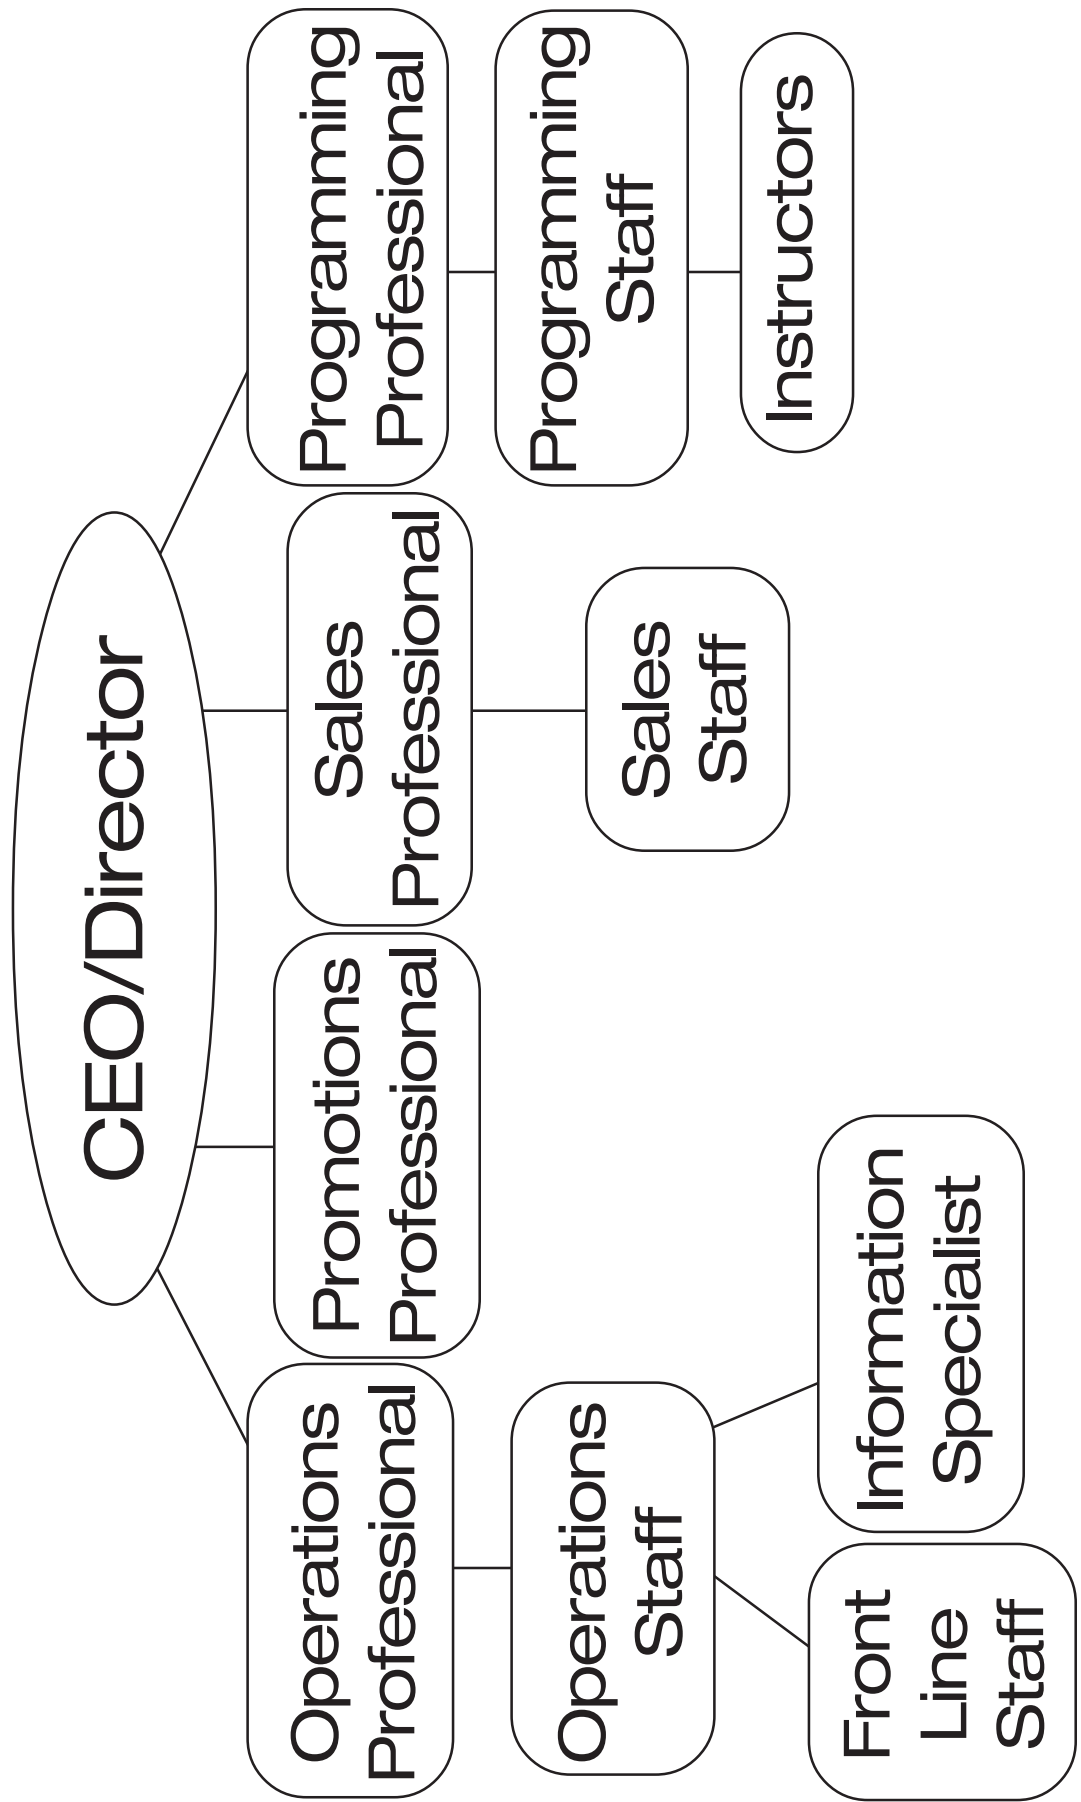 CEO/Director
Operations
Professional
Promotions
Professional
Sales
Professional
Programming
Professional
Operations
Staff
Sales
Staff
Programming
Staff
Front
Line
Staff
Information
Specialist
Instructors